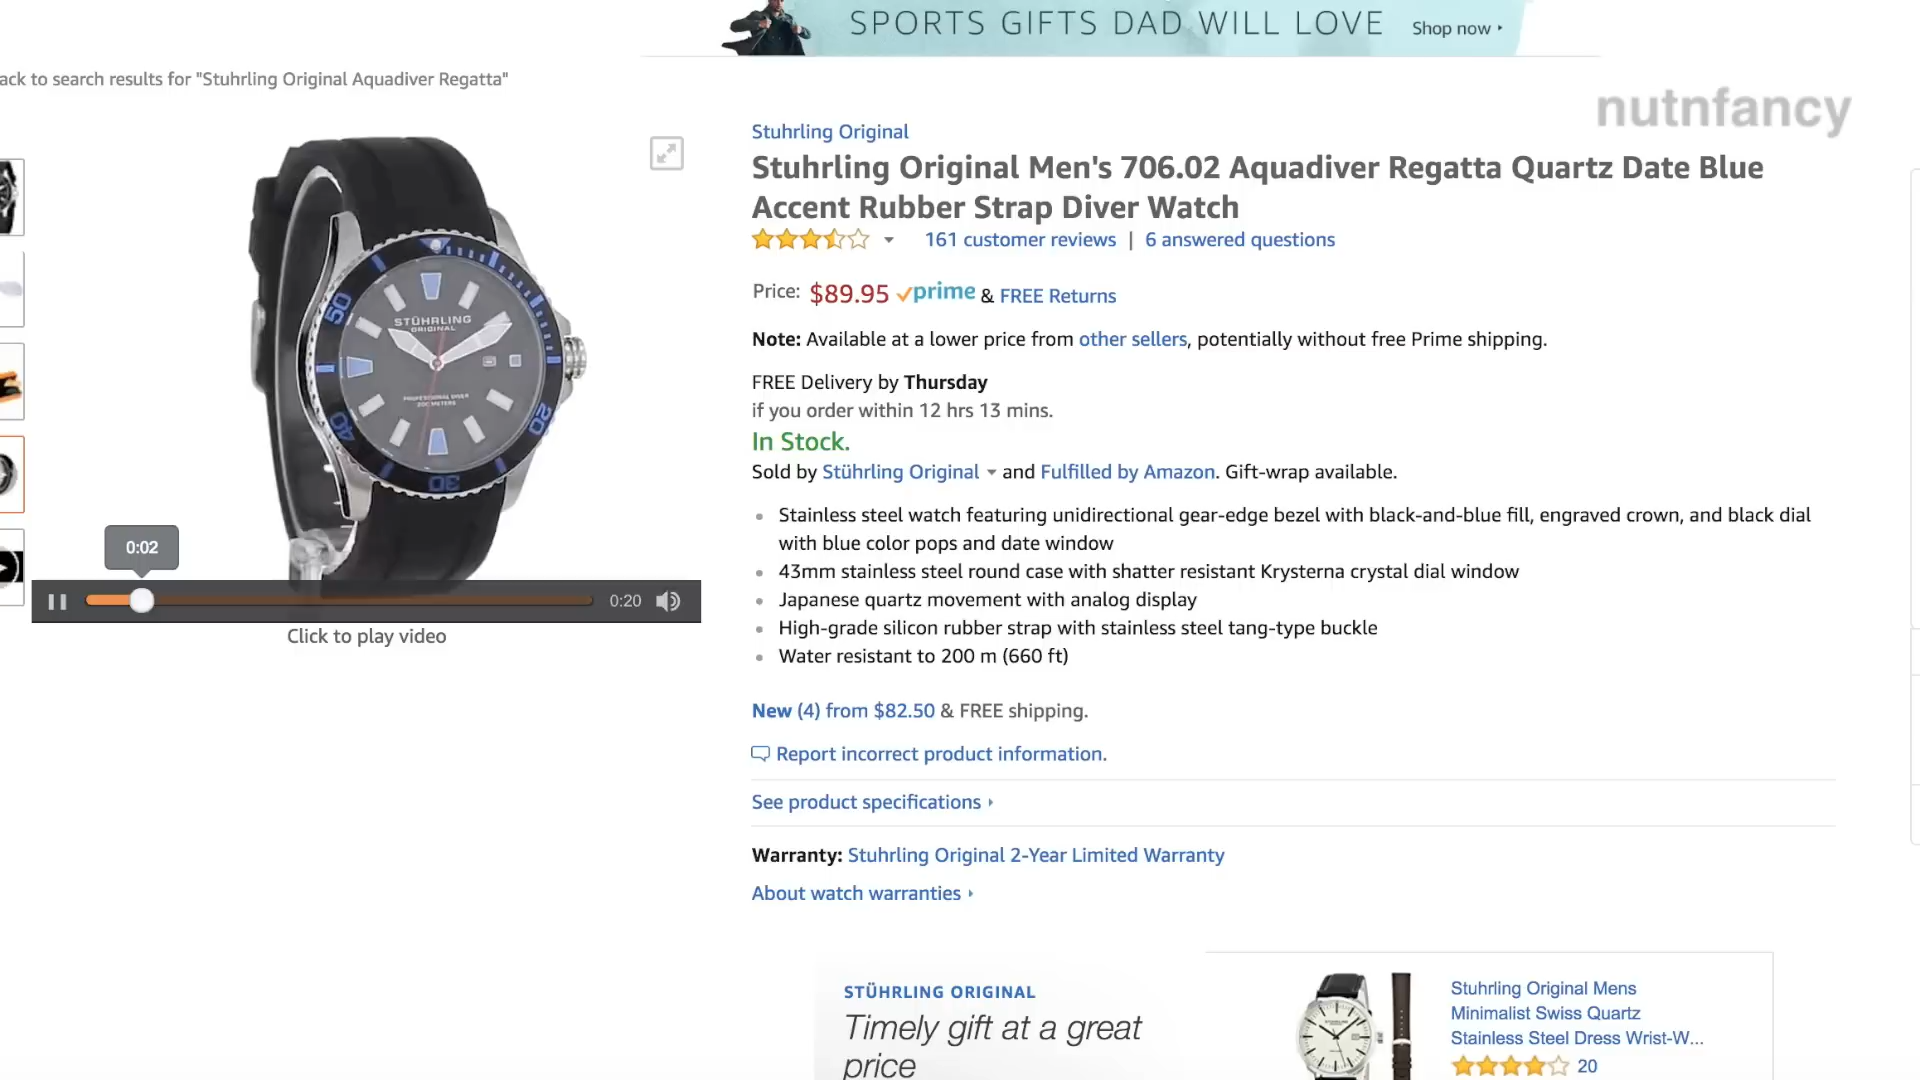 SPORTS GIFTS DAD WILL LOVE Shop now
ack to search results for "Stuhrling Original Aquadiver Regatta"
nutnfancy
Stuhrling Original
Stuhrling Original Men's 706.02 Aquadiver Regatta Quartz Date Blue
Accent Rubber Strap Diver Watch
161 customer reviews | 6 answered questions
Price: $89.95 prime & FREE Returns
Note: Available at a lower price from other sellers, potentially without free Prime shipping.
FREE Delivery by Thursday
if you order within 12 hrs 13 mins.
In Stock.
Sold by Stührling Original and Fulfilled by Amazon. Gift-wrap available.
Stainless steel watch featuring unidirectional gear-edge bezel with black-and-blue fill, engraved crown, and black dial
with blue color pops and date window
43mm stainless steel round case with shatter resistant Krysterna crystal dial window
Japanese quartz movement with analog display
High-grade silicon rubber strap with stainless steel tang-type buckle
Water resistant to 200 m (660 ft)
New (4) from $82.50 & FREE shipping.
Report incorrect product information.
See product specifications
Warranty: Stuhrling Original 2-Year Limited Warranty
About watch warranties
STÜHRLING
ORIGINAL
PROFESSIONAL DIVER
200 METERS
50
40
30
20
0:02
0:20
Click to play video
STÜHRLING ORIGINAL
Timely gift at a great
price
Stuhrling Original Mens
Minimalist Swiss Quartz
Stainless Steel Dress Wrist-W...
20